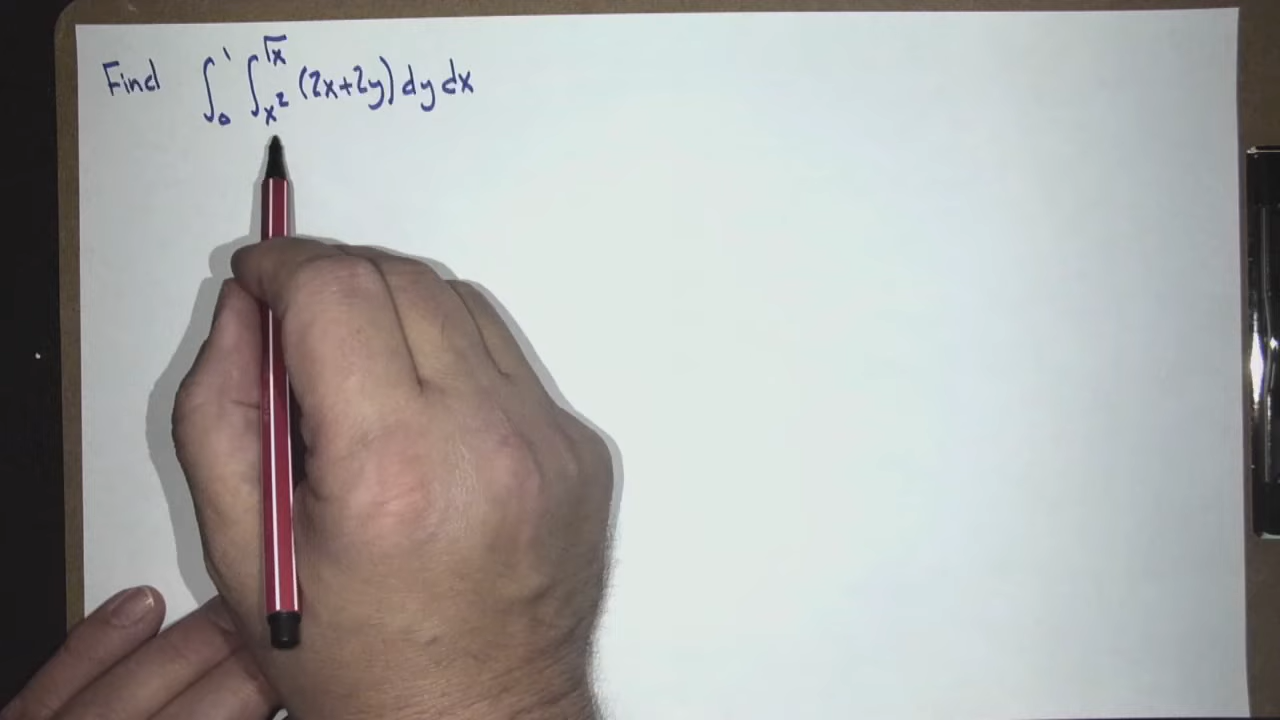 Find ∫₀¹ ∫_{x²}^{√x} (2x+2y) dy dx